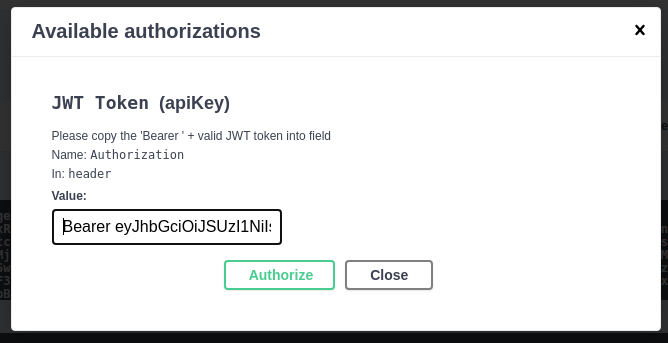 Available authorizations
×
JWT Token (apiKey)
Please copy the 'Bearer ' + valid JWT token into field
Name: Authorization
In: header
Value:
Bearer eyJhbGciOiJSUzI1NiIs
Authorize Close